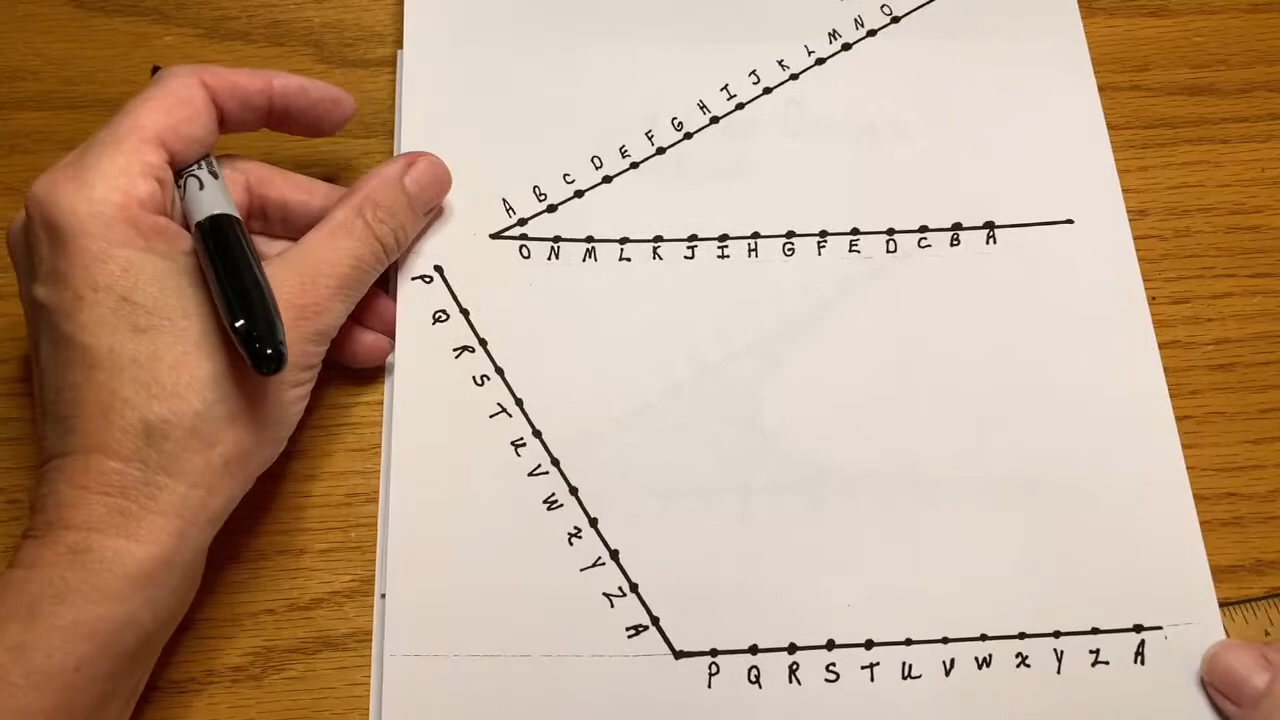 A B C D E F G H I J K L M N O
O N M L K J I H G F E D C B A
P Q R S T U V W X Y Z A
P Q R S T U V W X Y Z A